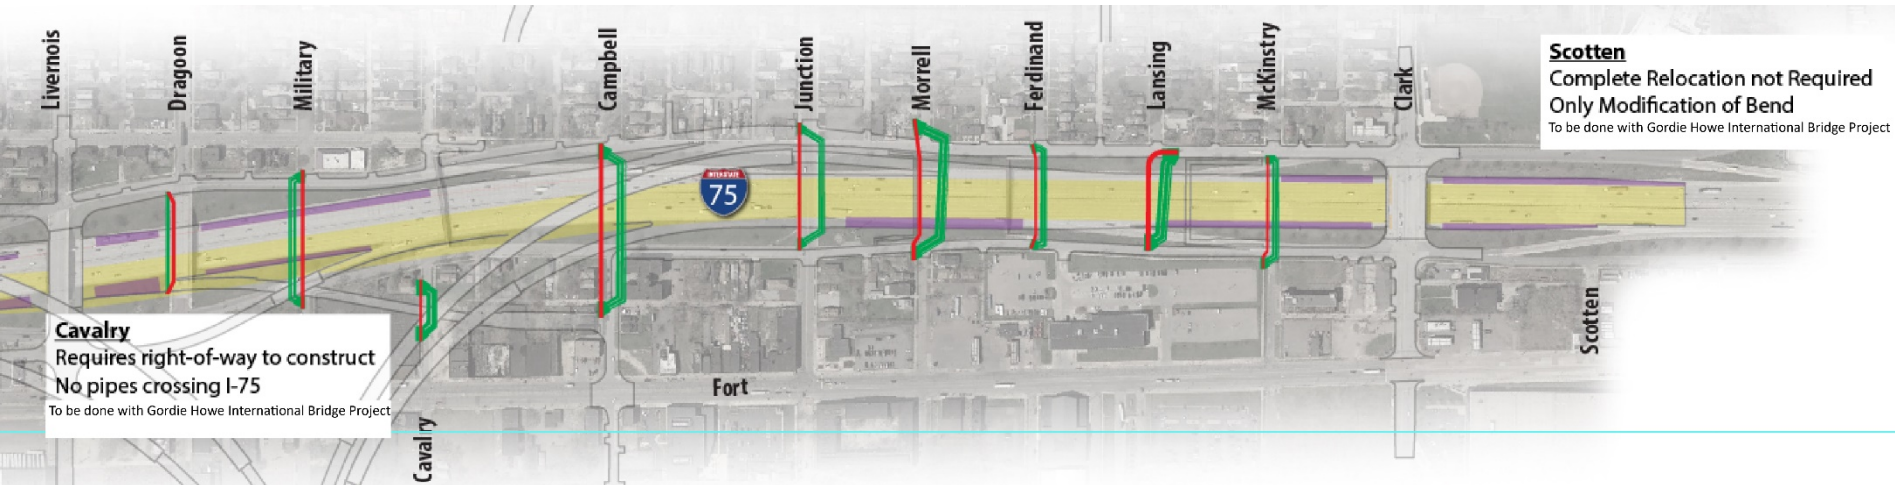 Livernois
Dragoon
Military
Campbell
Junction
Morrell
Ferdinand
Lansing
McKinstry
Clark
Scotten
Complete Relocation not Required
Only Modification of Bend
To be done with Gordie Howe International Bridge Project
INTERSTATE
75
Cavalry
Requires right-of-way to construct
No pipes crossing I-75
To be done with Gordie Howe International Bridge Project
Fort
Scotten
Cavalry